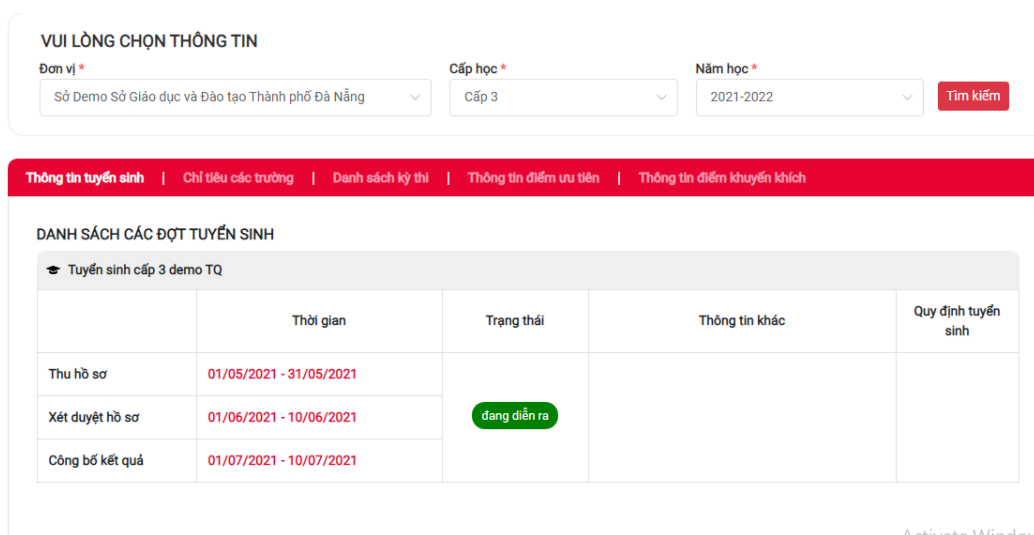 VUI LÒNG CHỌN THÔNG TIN
Đơn vị * Cấp học * Năm học *
Sở Demo Sở Giáo dục và Đào tạo Thành phố Đà Nẵng Cấp 3 2021-2022 Tìm kiếm
Thông tin tuyển sinh | Chỉ tiêu các trường | Danh sách kỳ thi | Thông tin điểm ưu tiên | Thông tin điểm khuyến khích
DANH SÁCH CÁC ĐỢT TUYỂN SINH
Tuyển sinh cấp 3 demo TQ
Thời gian Trạng thái Thông tin khác Quy định tuyển
sinh
Thu hồ sơ 01/05/2021 - 31/05/2021
Xét duyệt hồ sơ 01/06/2021 - 10/06/2021 đang diễn ra
Công bố kết quả 01/07/2021 - 10/07/2021